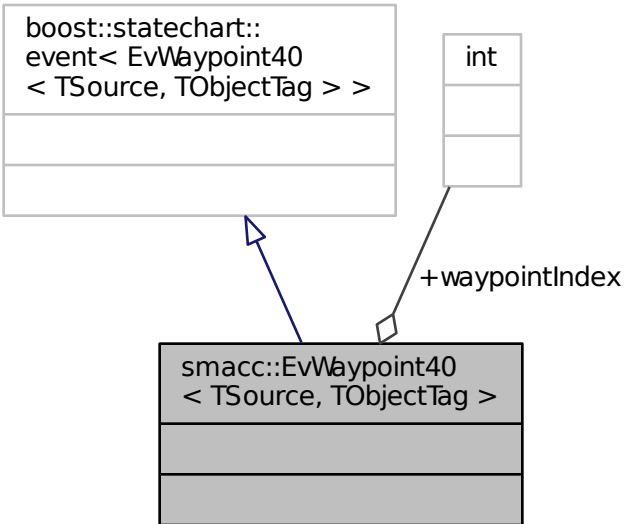 boost::statechart::
event< EvWaypoint40
< TSource, TObjectTag > >
int
+waypointIndex
smacc::EvWaypoint40
< TSource, TObjectTag >